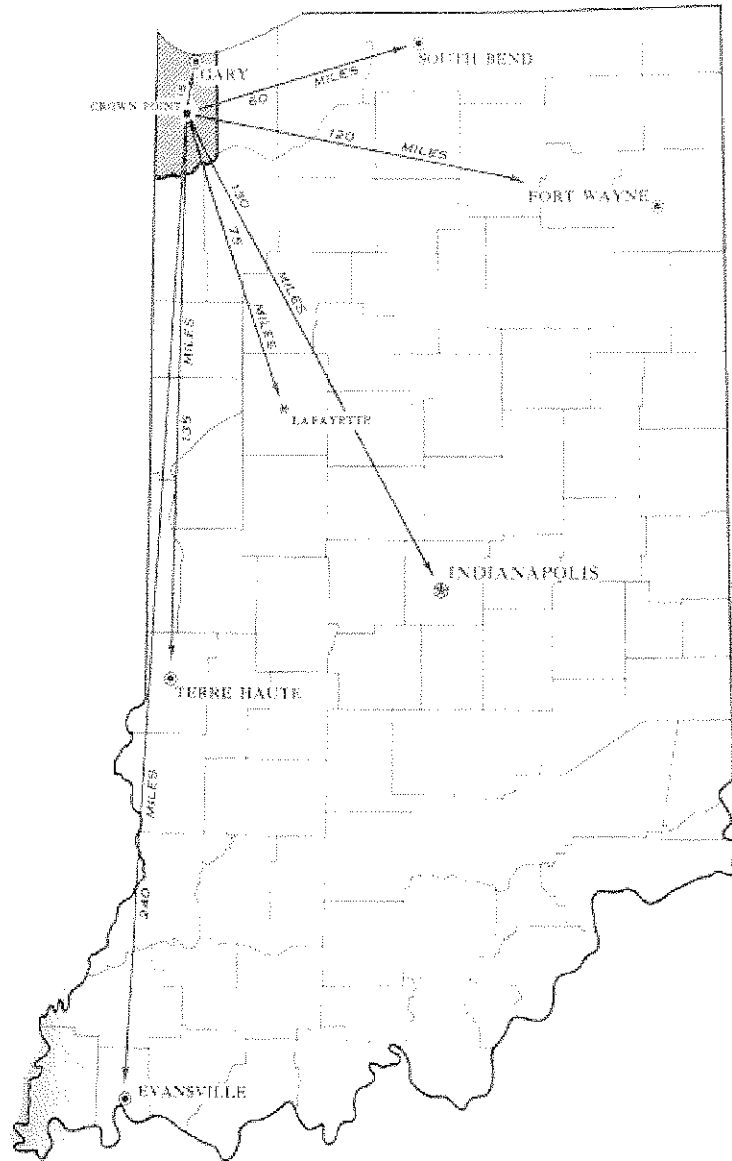 SOUTH BEND
GARY
60 MILES
15
CROWN POINT
120 MILES
FORT WAYNE
130 MILES
75 MILES
135 MILES
LAFAYETTE
INDIANAPOLIS
TERRE HAUTE
240 MILES
EVANSVILLE